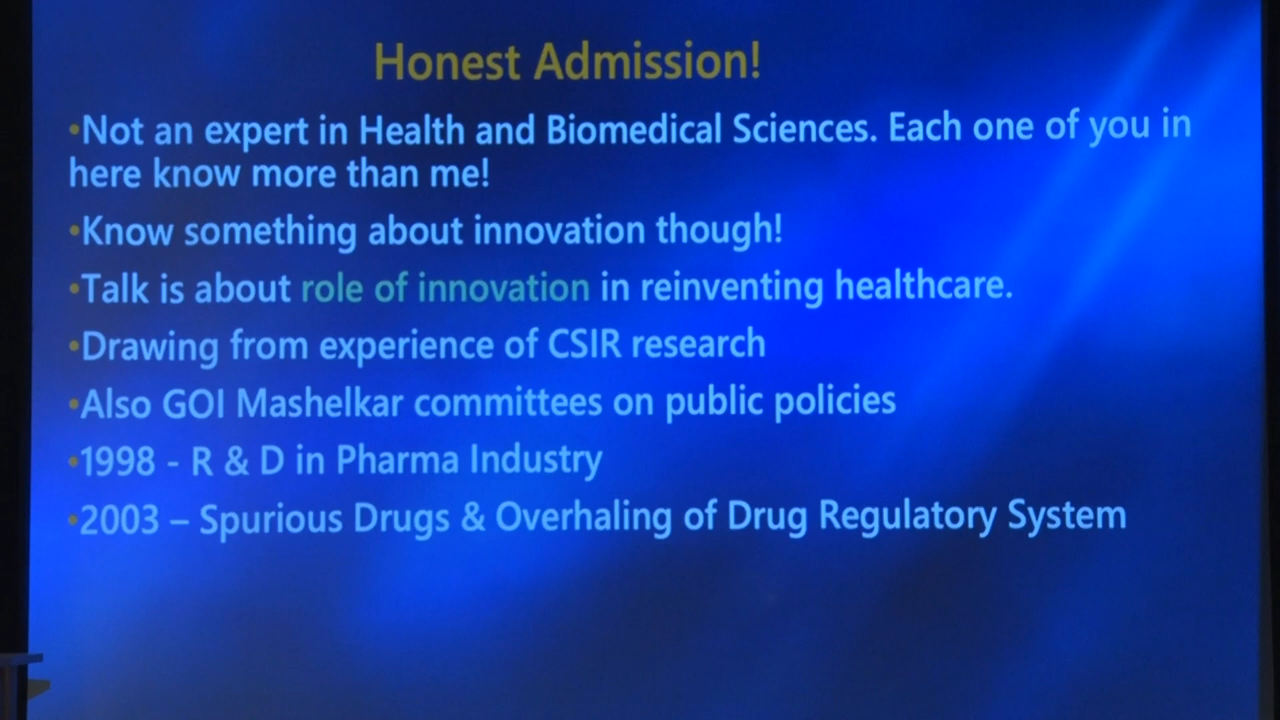 Honest Admission!
•Not an expert in Health and Biomedical Sciences. Each one of you in
here know more than me!
•Know something about innovation though!
•Talk is about role of innovation in reinventing healthcare.
•Drawing from experience of CSIR research
•Also GOI Mashelkar committees on public policies
•1998 - R & D in Pharma Industry
•2003 – Spurious Drugs & Overhaling of Drug Regulatory System